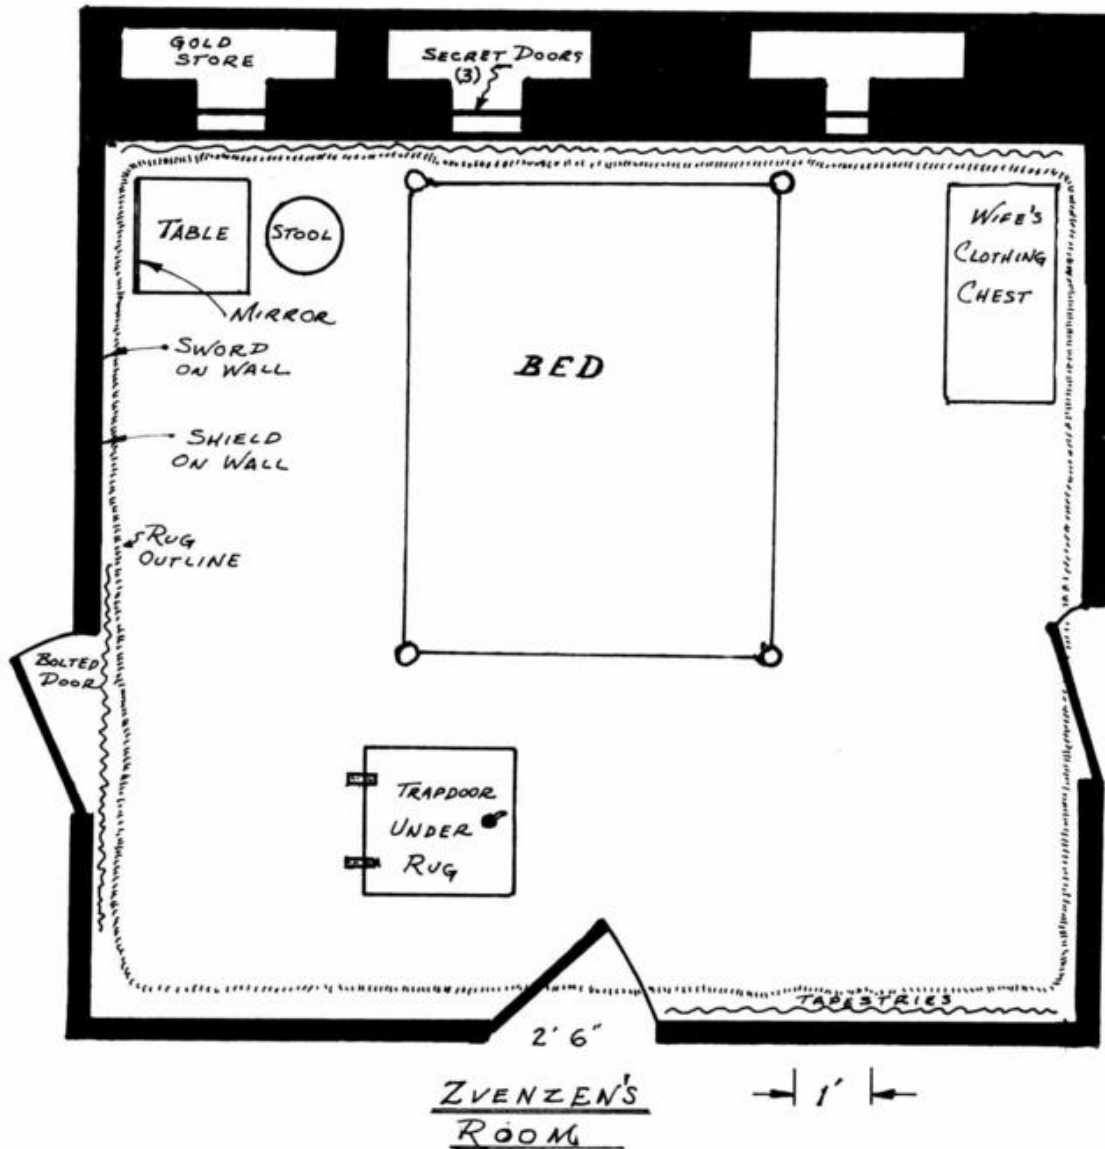 GOLD
STORE
SECRET DOORS
(3)
TABLE
STOOL
MIRROR
WIFE'S
CLOTHING
CHEST
SWORD
ON WALL
BED
SHIELD
ON WALL
RUG
OUTLINE
BOLTED
DOOR
TRAPDOOR
UNDER
RUG
TAPESTRIES
2' 6"
1'
ZVENZEN'S
ROOM